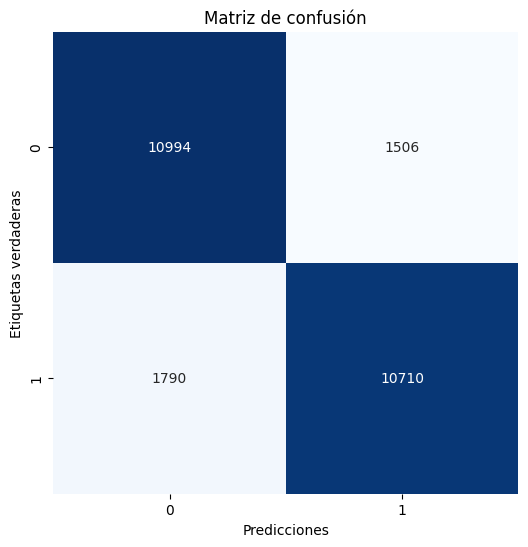 Matriz de confusión
Etiquetas verdaderas
0
10994
1506
1
1790
10710
0
1
Predicciones